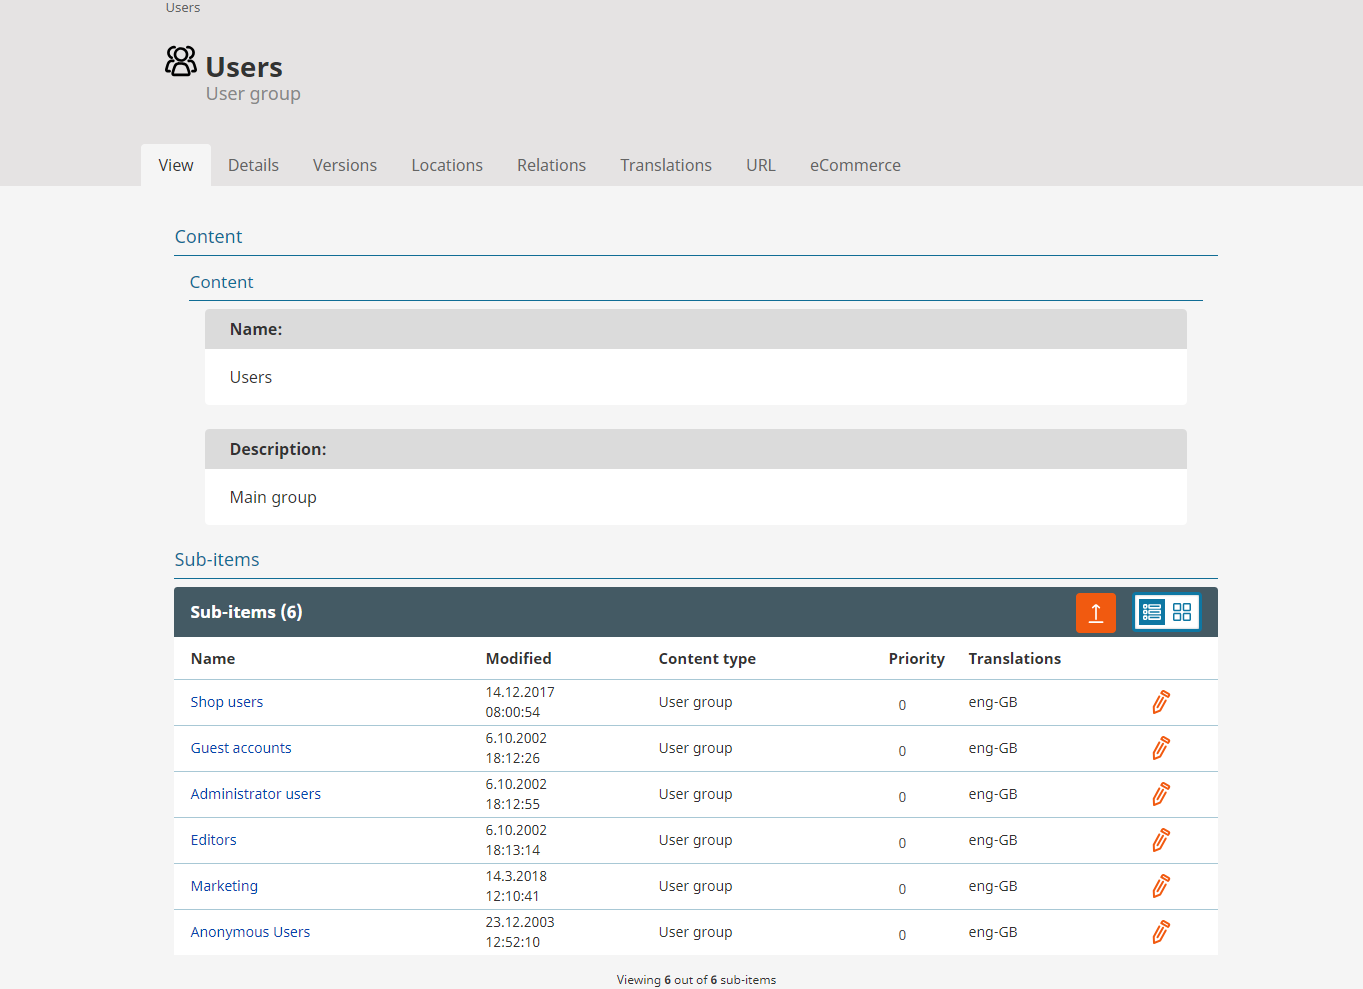 Users
Users
User group
View Details Versions Locations Relations Translations URL eCommerce
Content
Content
Name:
Users
Description:
Main group
Sub-items
Sub-items (6)
Name Modified Content type Priority Translations
Shop users 14.12.2017 08:00:54 User group 0 eng-GB
Guest accounts 6.10.2002 18:12:26 User group 0 eng-GB
Administrator users 6.10.2002 18:12:55 User group 0 eng-GB
Editors 6.10.2002 18:13:14 User group 0 eng-GB
Marketing 14.3.2018 12:10:41 User group 0 eng-GB
Anonymous Users 23.12.2003 12:52:10 User group 0 eng-GB
Viewing 6 out of 6 sub-items